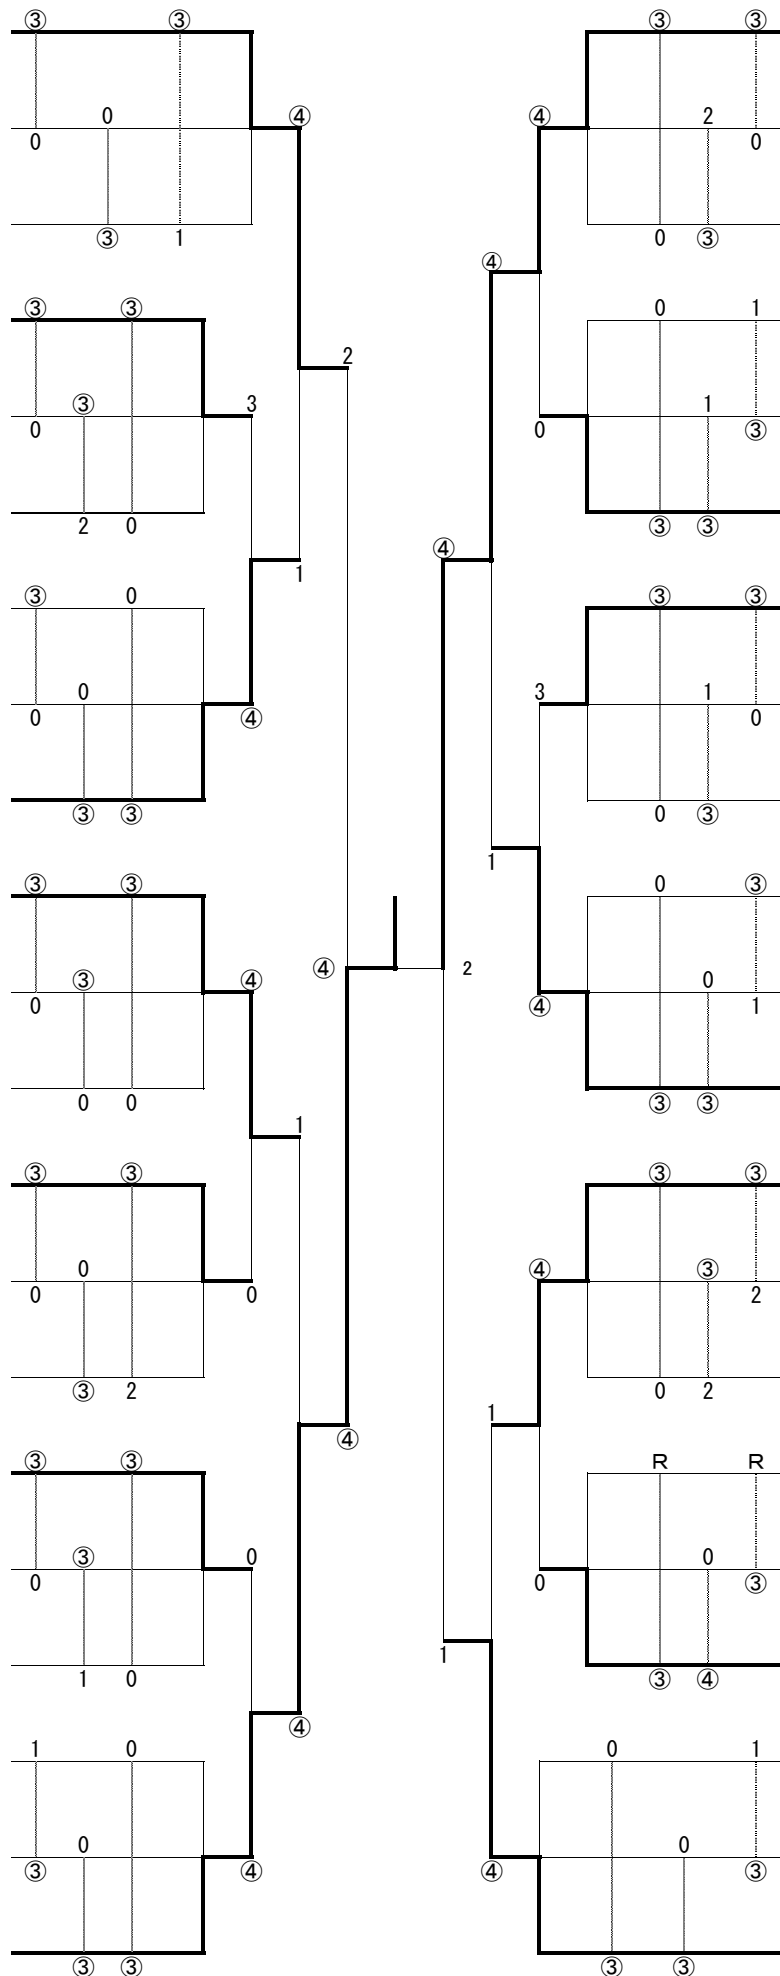 ③ ③ ③ ③
0 ④ ④ 2
0 0
③ 1 0 ③
④
③ ③ 0 1
2
③ 3 1
0 0 ③
2 0 ③ ③
④
1
③ 0 ③ ③
0 3 1
0 ④ 0
③ ③ 0 ③
1
③ ③ 0 ③
③ ④ 0
④ 2
0 ④ 1
0 0 ③ ③
1
③ ③ ③ ③
0 ④ ③
0 0 2
③ 2 0 2
1
④
③ ③ R R
③ 0 0
0 0 ③
1 0 ③ ④
1
④
1 0 0 1
0 0
③ ④ ④ ③
③ ③ ③ ③